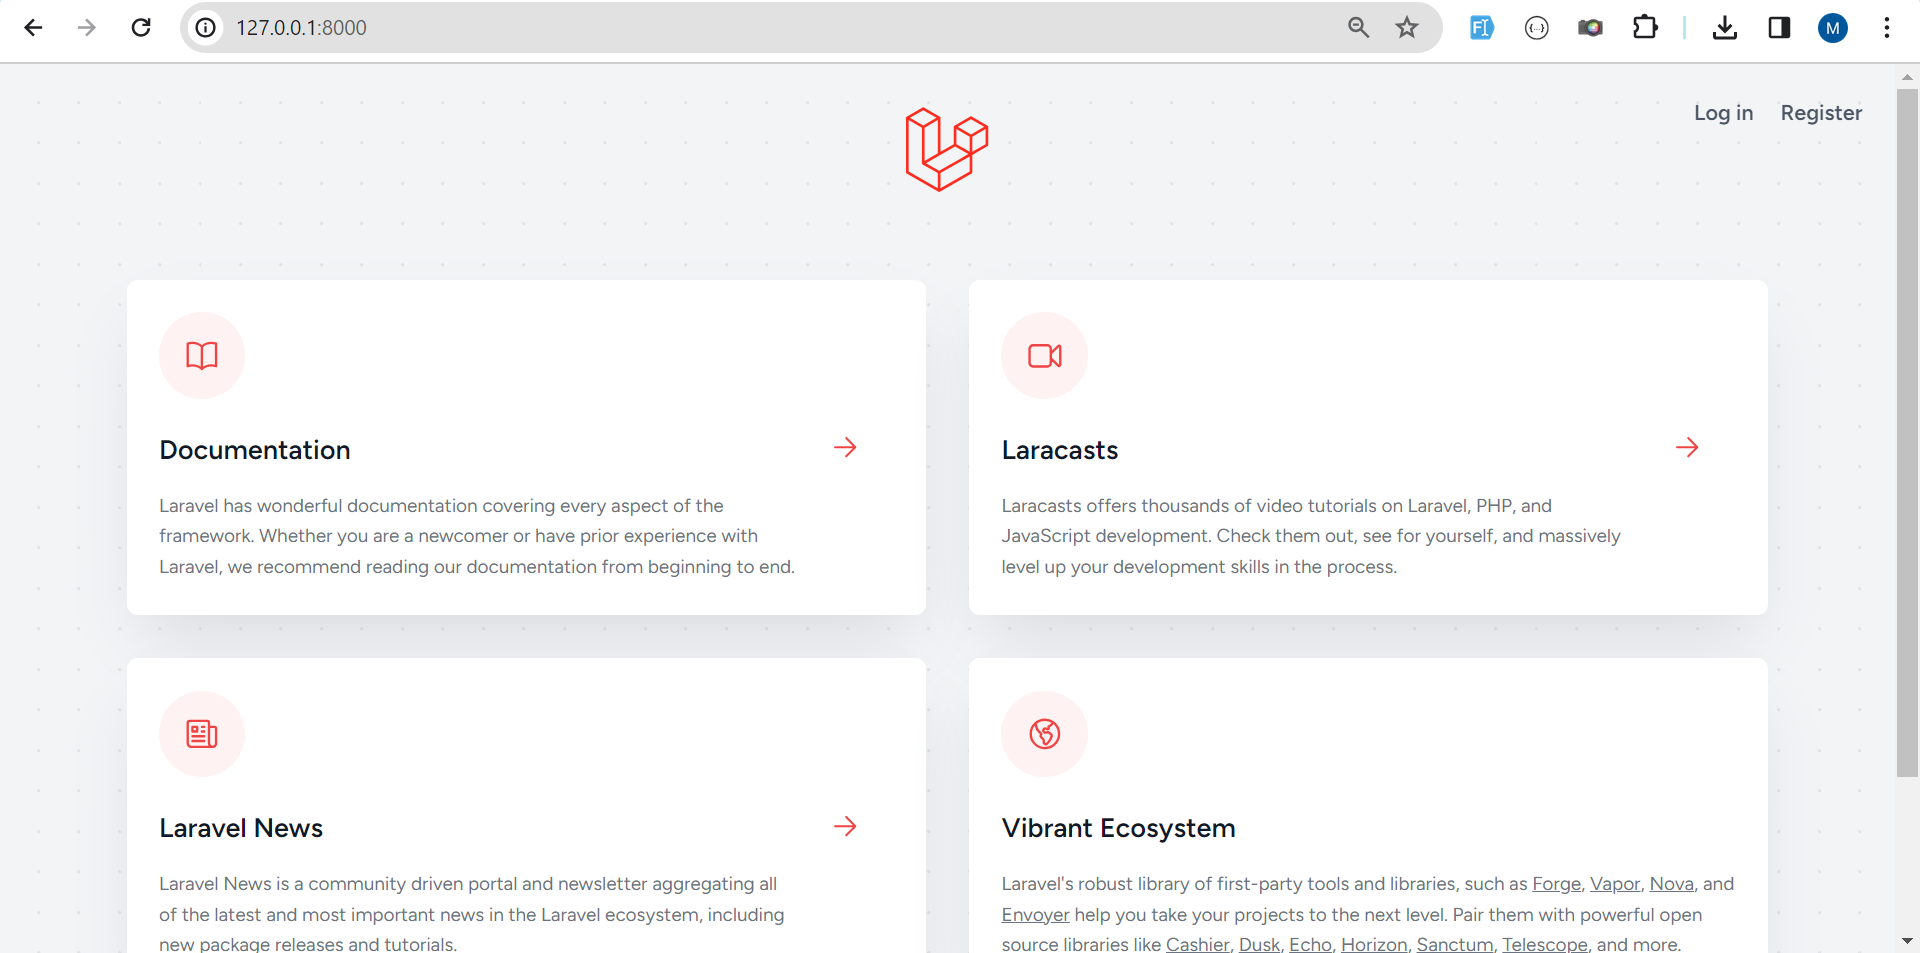 127.0.0.1:8000
M
Log in Register
Documentation
Laravel has wonderful documentation covering every aspect of the
framework. Whether you are a newcomer or have prior experience with
Laravel, we recommend reading our documentation from beginning to end.
Laracasts
Laracasts offers thousands of video tutorials on Laravel, PHP, and
JavaScript development. Check them out, see for yourself, and massively
level up your development skills in the process.
Laravel News
Laravel News is a community driven portal and newsletter aggregating all
of the latest and most important news in the Laravel ecosystem, including
new package releases and tutorials.
Vibrant Ecosystem
Laravel's robust library of first-party tools and libraries, such as Forge, Vapor, Nova, and
Envoyer help you take your projects to the next level. Pair them with powerful open
source libraries like Cashier, Dusk, Echo, Horizon, Sanctum, Telescope, and more.